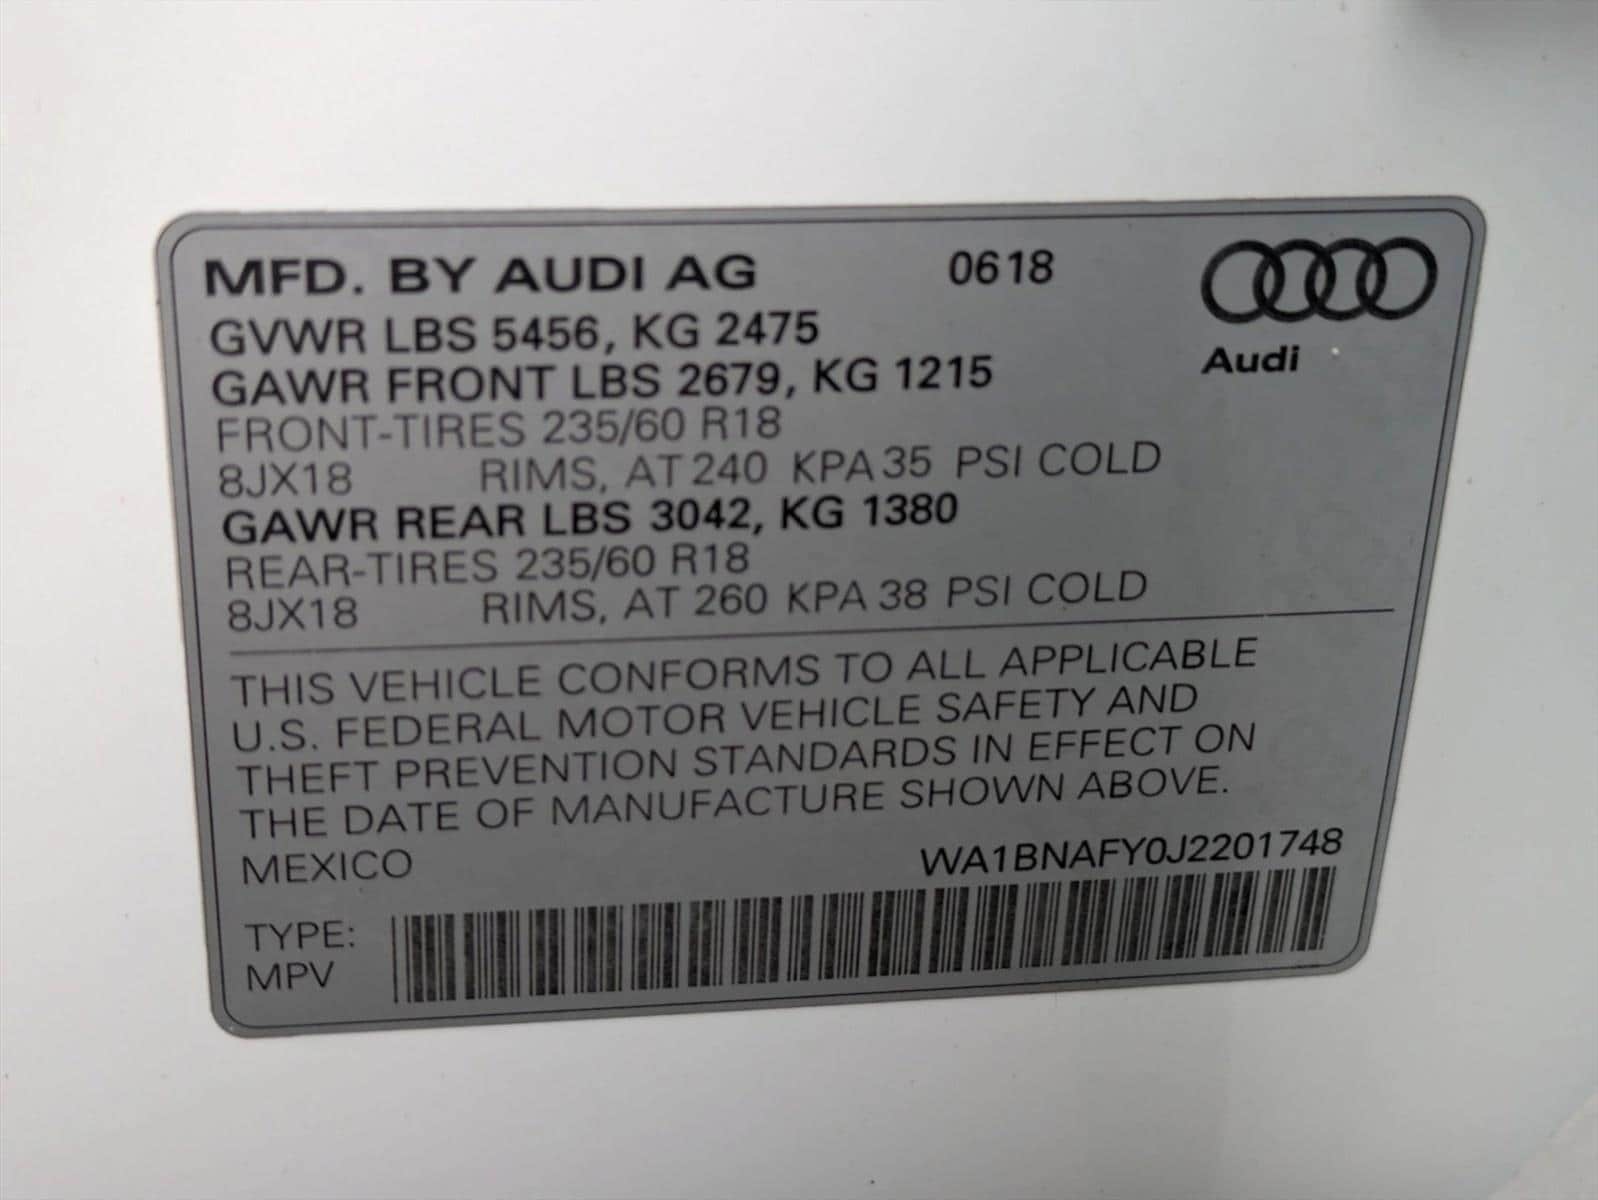 MFD. BY AUDI AG 0618
GVWR LBS 5456, KG 2475
GAWR FRONT LBS 2679, KG 1215
Audi
FRONT-TIRES 235/60 R18
8JX18 RIMS, AT 240 KPA 35 PSI COLD
GAWR REAR LBS 3042, KG 1380
REAR-TIRES 235/60 R18
8JX18 RIMS, AT 260 KPA 38 PSI COLD
THIS VEHICLE CONFORMS TO ALL APPLICABLE
U.S. FEDERAL MOTOR VEHICLE SAFETY AND
THEFT PREVENTION STANDARDS IN EFFECT ON
THE DATE OF MANUFACTURE SHOWN ABOVE.
MEXICO WA1BNAFY0J2201748
TYPE:
MPV